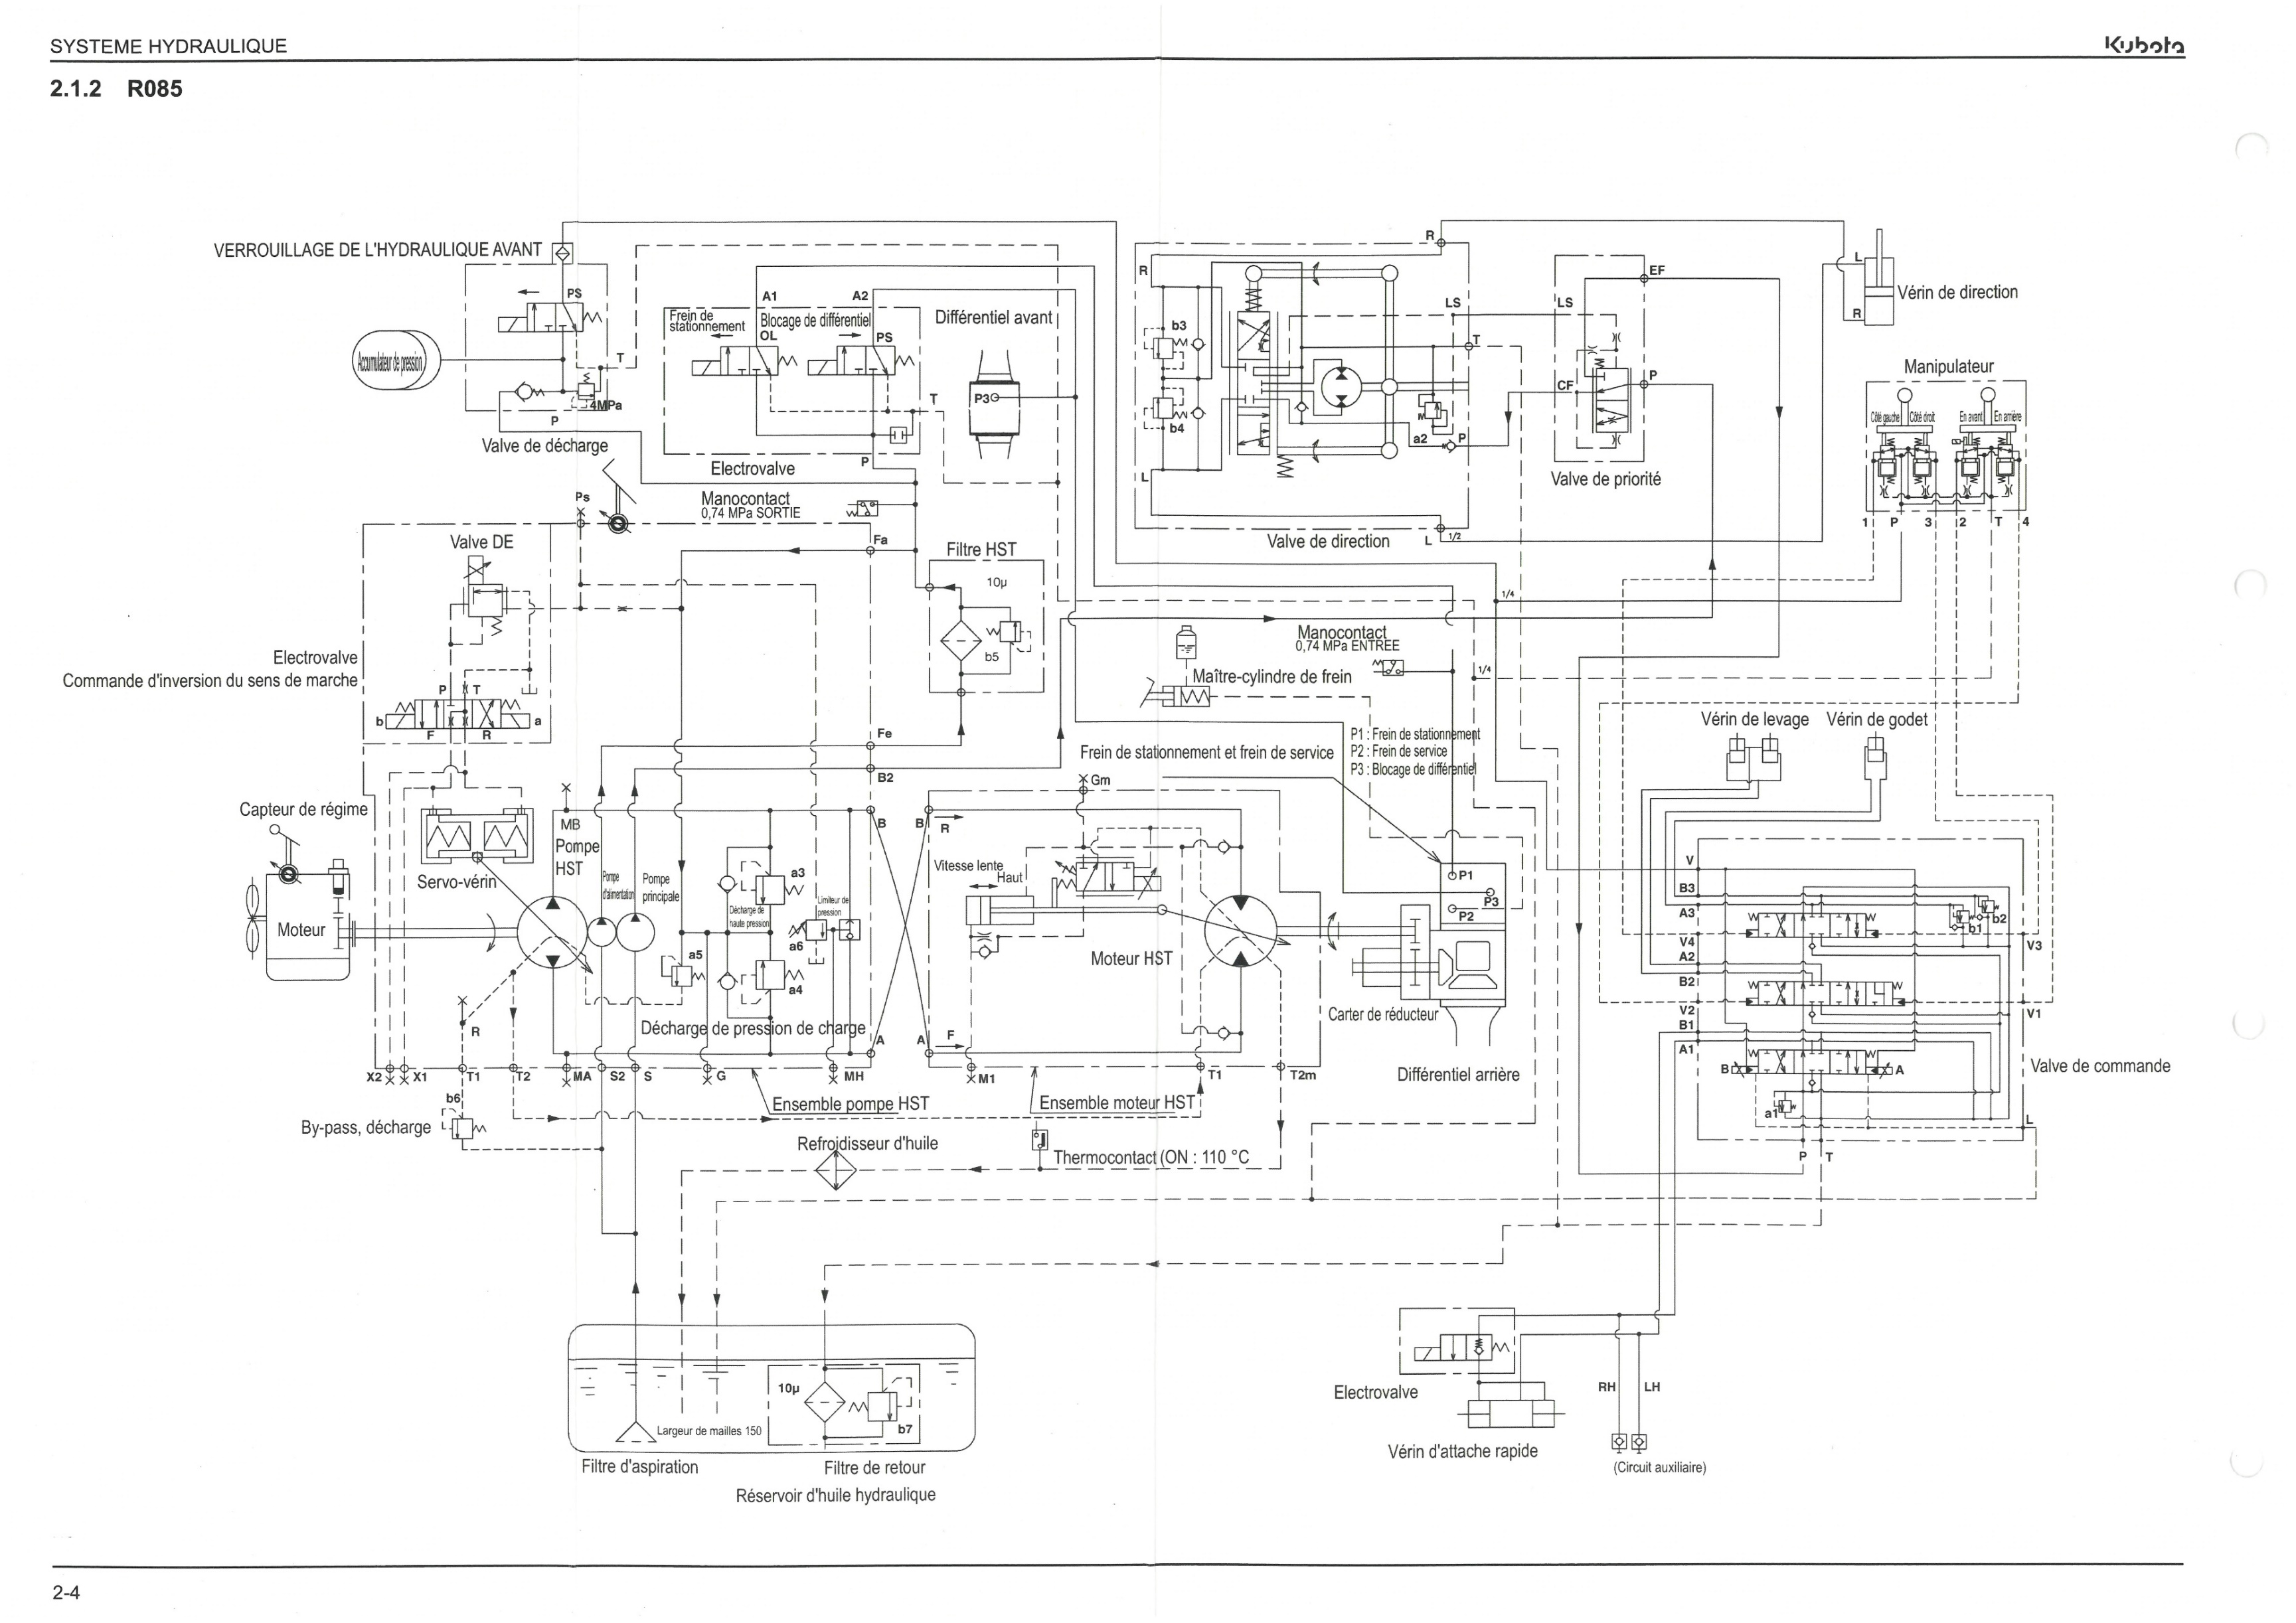 SYSTEME HYDRAULIQUE
Kubota
2.1.2 R085
VERROUILLAGE DE L'HYDRAULIQUE AVANT
PS
Accumulateur de pression
T
4MPa
P
Valve de décharge
A1
A2
Frein de
stationnement
OL
Blocage de différentiel
PS
T
P
Electrovalve
Différentiel avant
P3
Manocontact
0,74 MPa SORTIE
R
R
b3
b4
L
LS
T
a2
P
Valve de direction
L
1/2
LS
EF
CF
P
Valve de priorité
L
R
Vérin de direction
Manipulateur
Côté gauche
Côté droit
En avant
En arrière
1
P
3
2
T
4
Ps
Valve DE
Fa
Filtre HST
10µ
b5
1/4
Manocontact
0,74 MPa ENTREE
1/4
Maître-cylindre de frein
Electrovalve
Commande d'inversion du sens de marche
P
T
b
a
F
R
Fe
B2
Frein de stationnement et frein de service
P1 : Frein de stationnement
P2 : Frein de service
P3 : Blocage de différentiel
Vérin de levage
Vérin de godet
Capteur de régime
Moteur
Servo-vérin
MB
Pompe
HST
Pompe
d'alimentation
Pompe
principale
a3
Décharge de
haute pression
Limiteur de
pression
a6
a5
a4
Décharge de pression de charge
B
A
R
B
R
Gm
Vitesse lente
Haut
Moteur HST
A
F
P1
P3
P2
Carter de réducteur
Différentiel arrière
V
B3
A3
V4
A2
B2
V2
B1
A1
b2
b1
V3
V1
B
A
a1
L
P
T
Valve de commande
X2
X1
T1
T2
MA
S2
S
G
MH
M1
T1
T2m
Ensemble pompe HST
Ensemble moteur HST
b6
By-pass, décharge
Refroidisseur d'huile
Thermocontact (ON : 110 °C
10µ
b7
Largeur de mailles 150
Filtre d'aspiration
Filtre de retour
Réservoir d'huile hydraulique
Electrovalve
Vérin d'attache rapide
RH
LH
(Circuit auxiliaire)
2-4